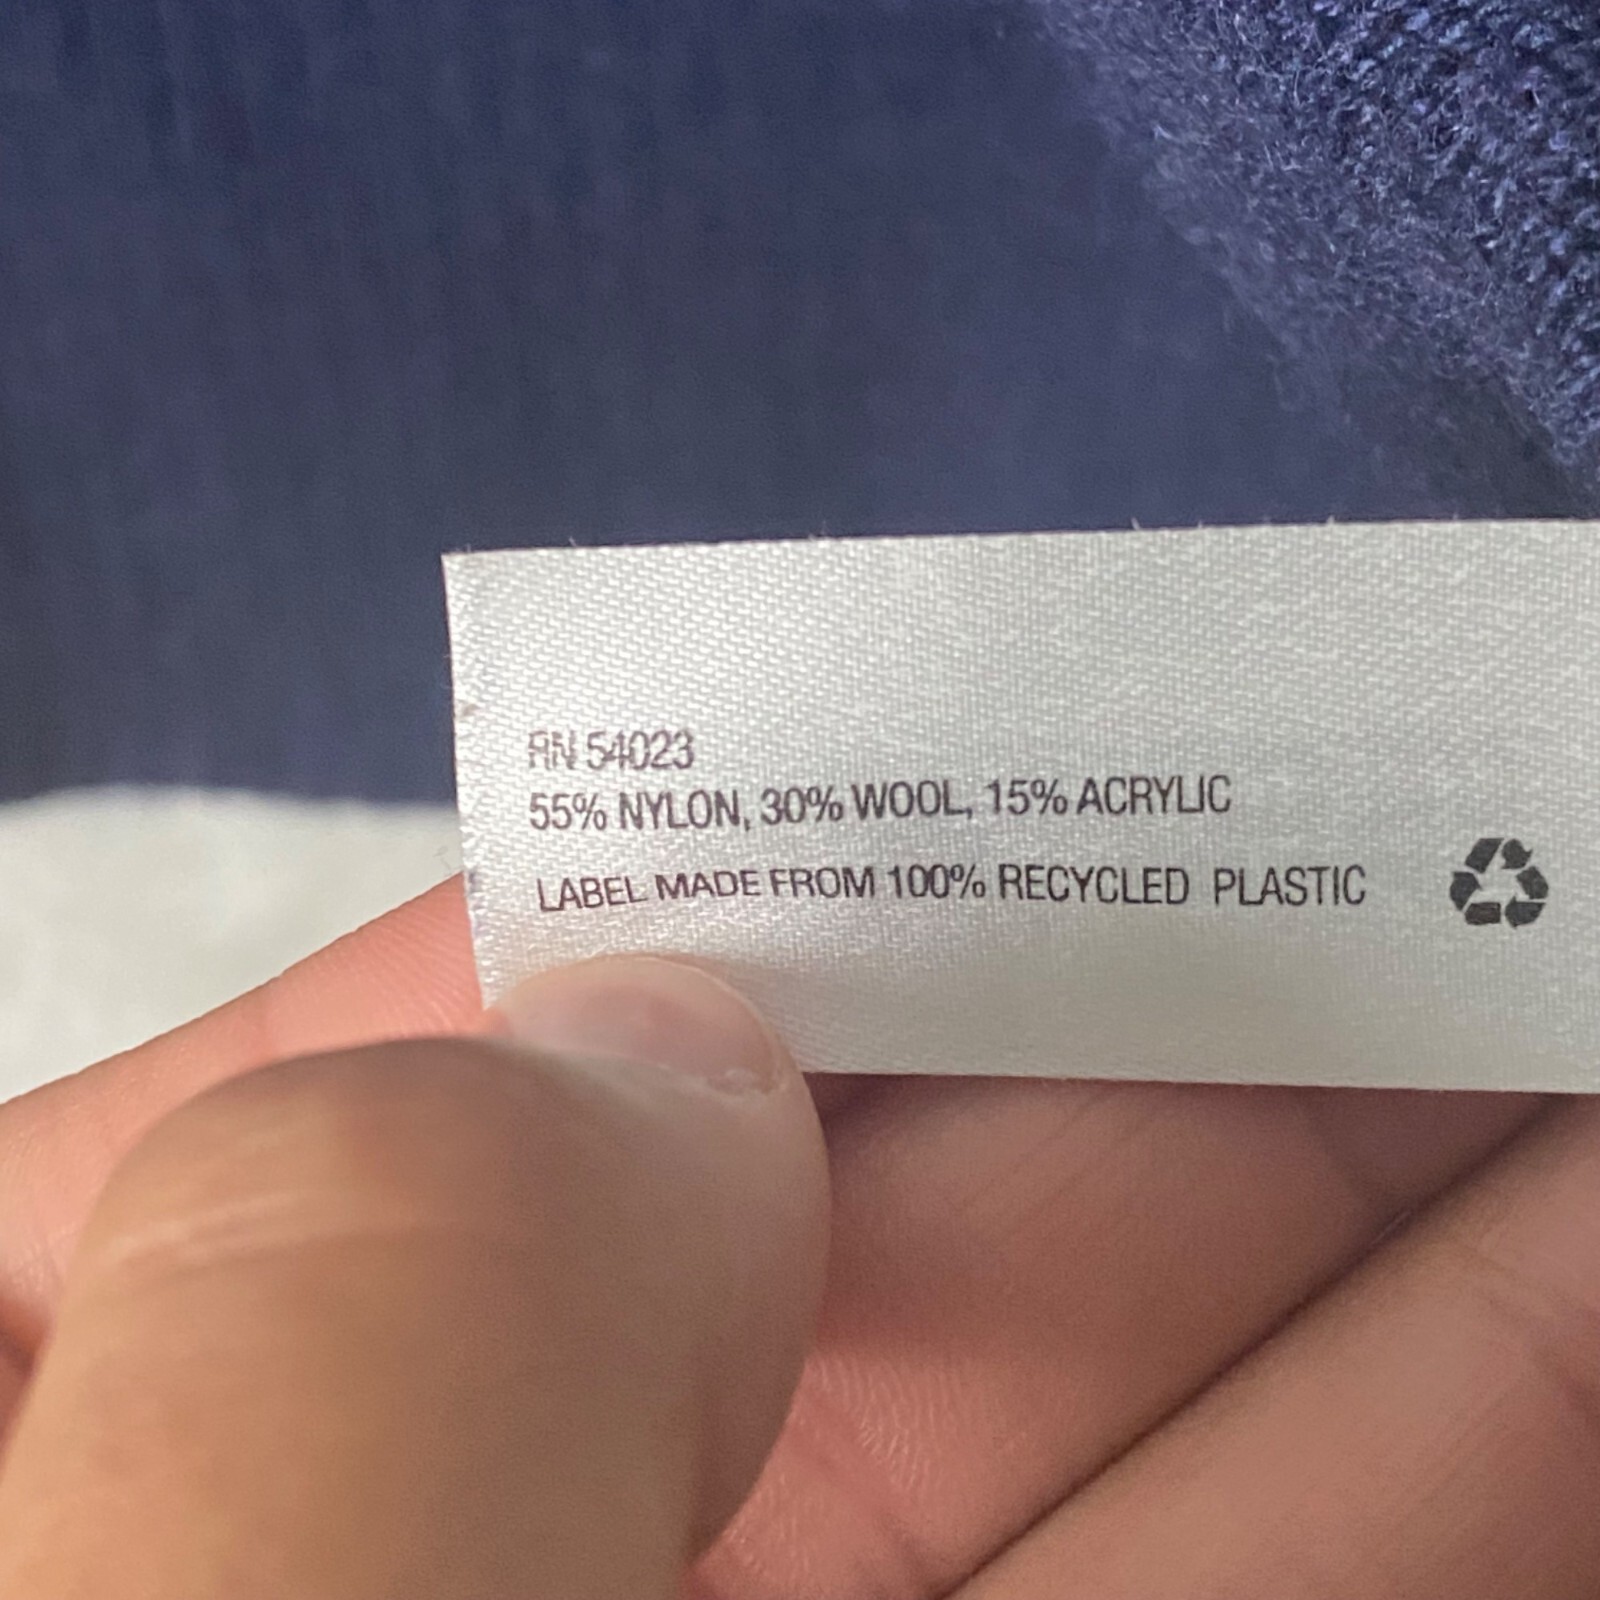 RN 54023
55% NYLON, 30% WOOL, 15% ACRYLIC
LABEL MADE FROM 100% RECYCLED PLASTIC